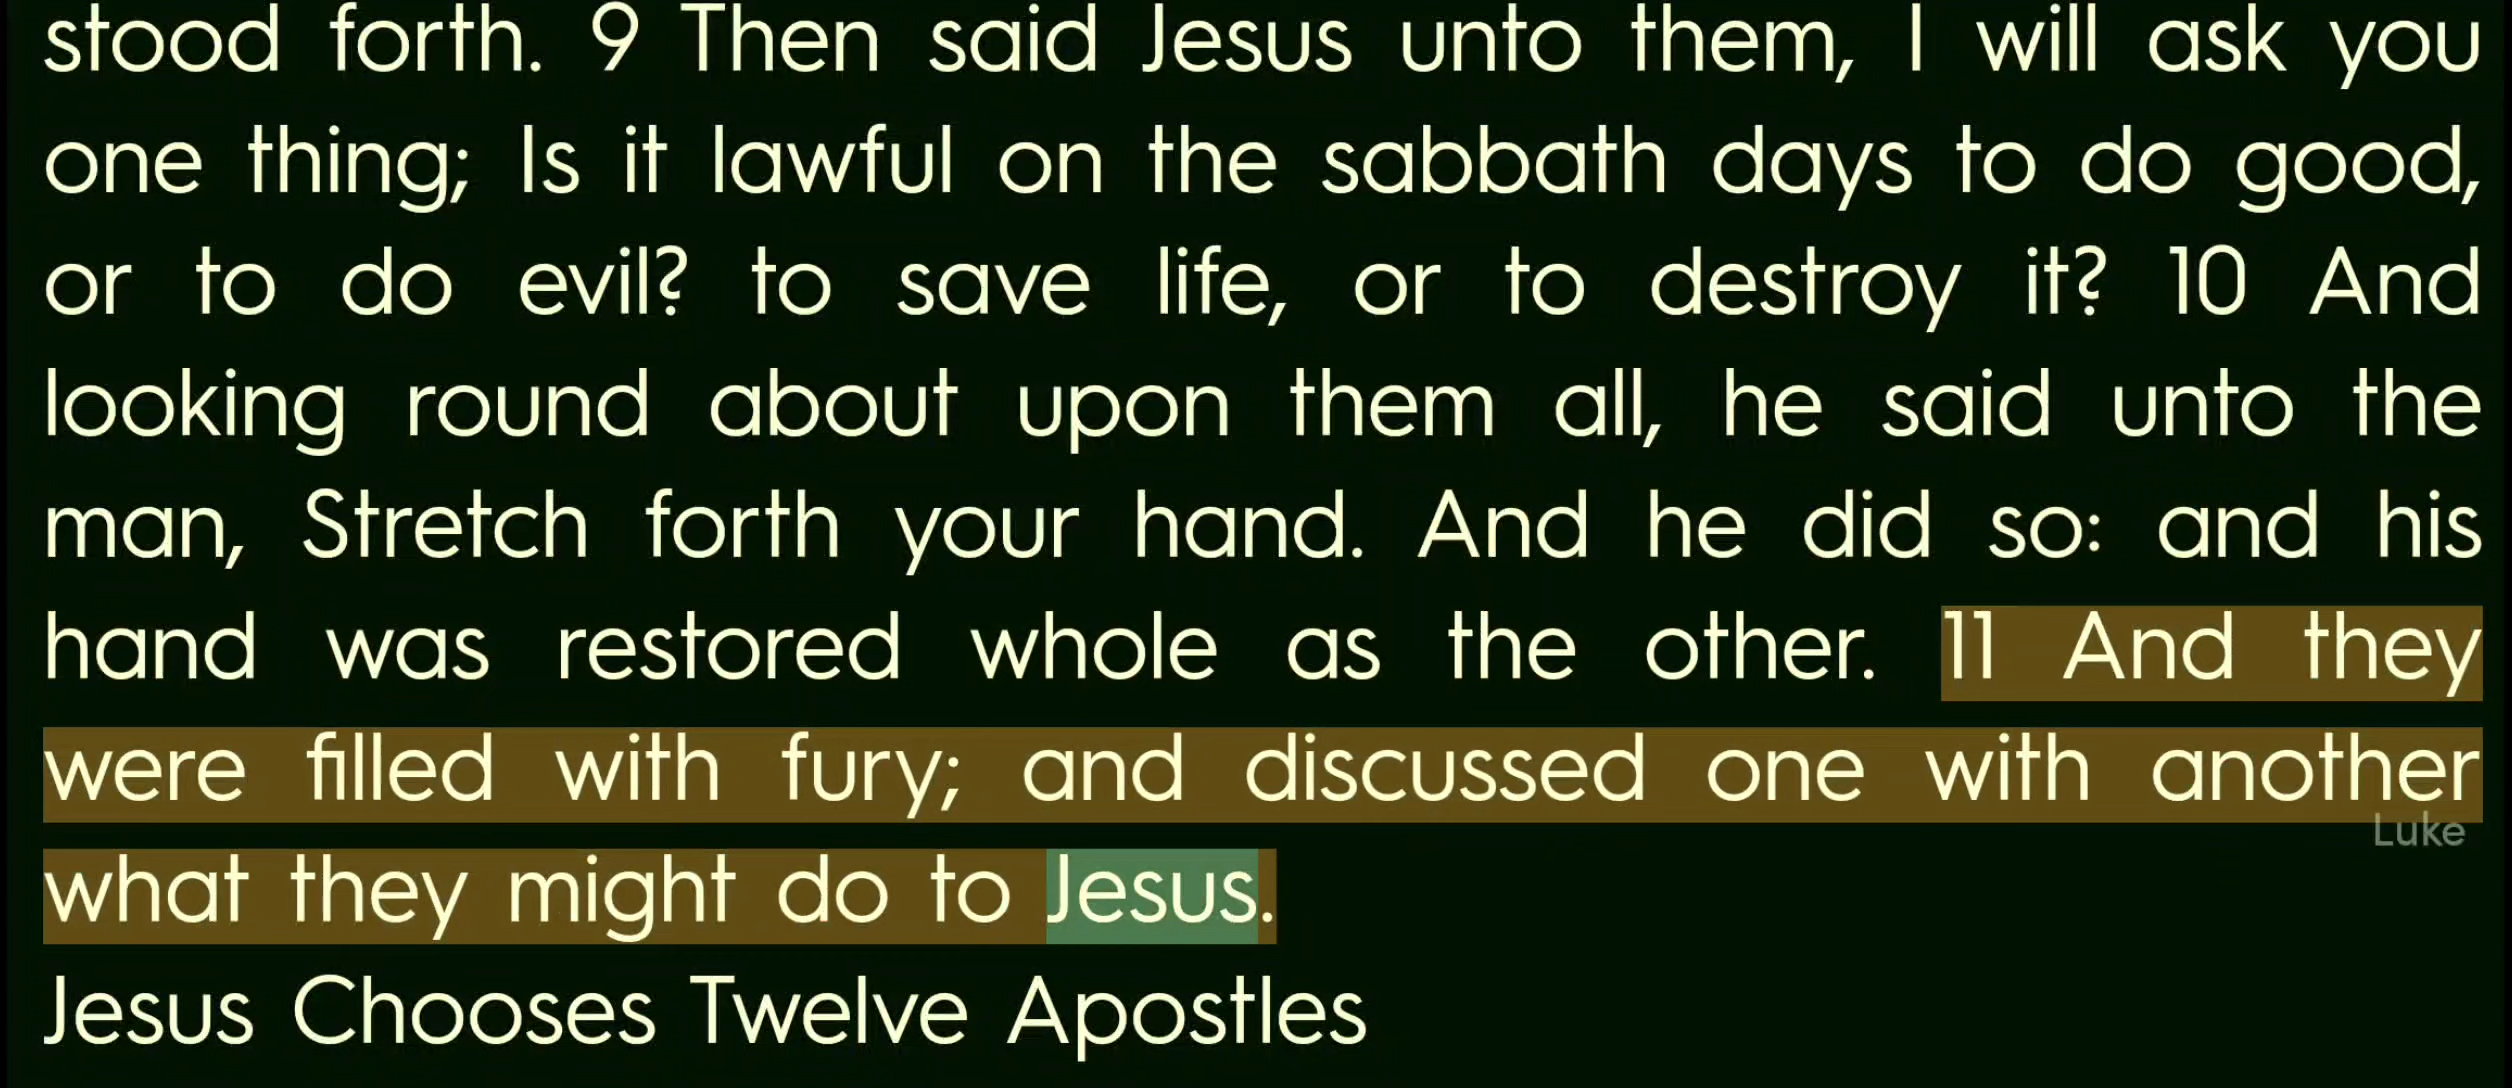 stood forth. 9 Then said Jesus unto them, I will ask you
one thing; Is it lawful on the sabbath days to do good,
or to do evil? to save life, or to destroy it? 10 And
looking round about upon them all, he said unto the
man, Stretch forth your hand. And he did so: and his
hand was restored whole as the other. 11 And they
were filled with fury; and discussed one with another
Luke
what they might do to Jesus.
Jesus Chooses Twelve Apostles